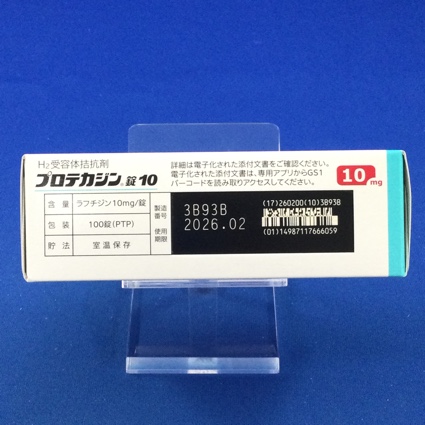 H₂受容体拮抗剤
プロテカジン®錠10
含量 ラフチジン10mg/錠
包装 100錠(PTP)
貯法 室温保存
詳細は電子化された添付文書をご確認ください。
電子化された添付文書は、専用アプリからGS1
バーコードを読み取りアクセスしてください。
製造番号 3B93B
使用期限 2026.02
(17)260200(10)3B93B
(01)14987117666059
10mg